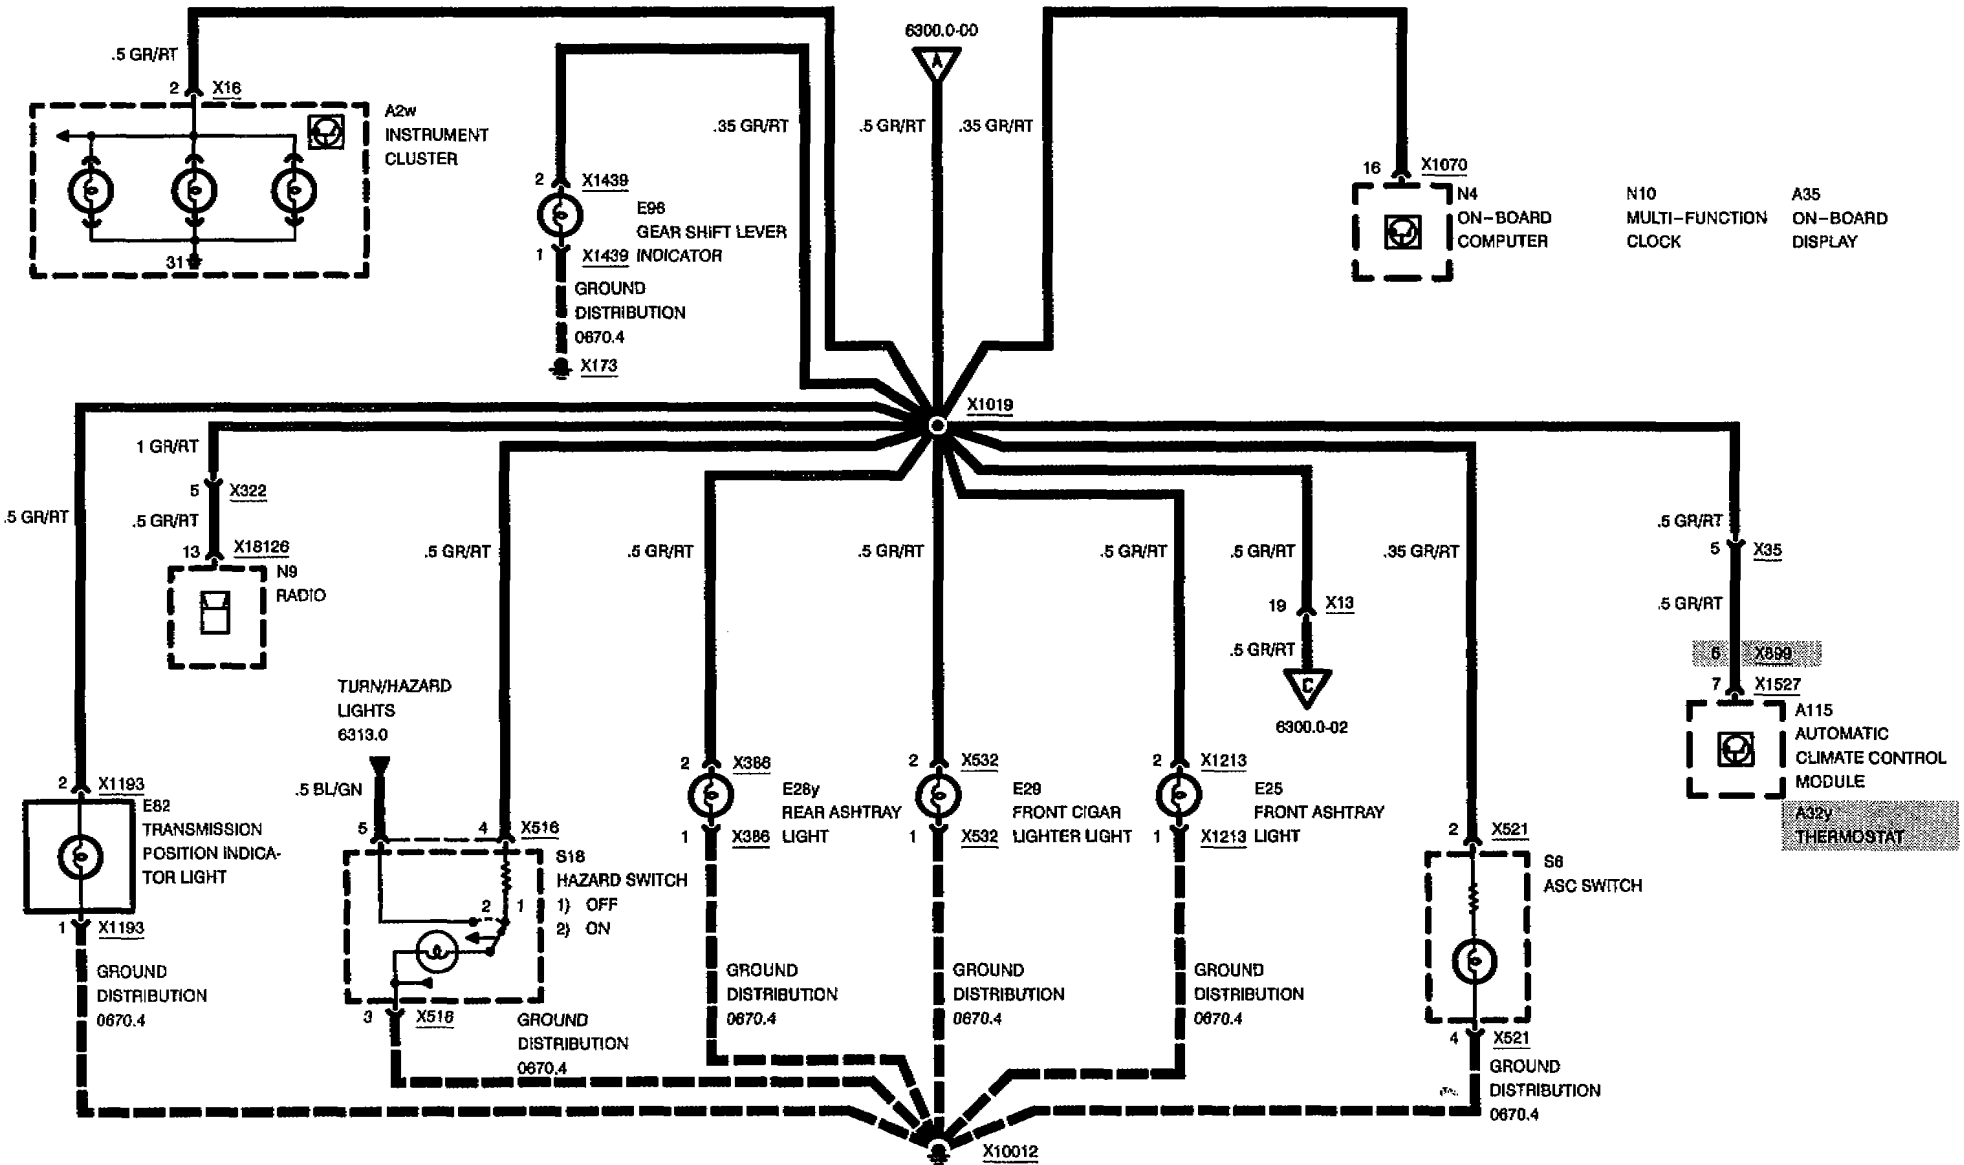 6300.0-00
A
.5 GR/RT
2 X16
A2w
INSTRUMENT
CLUSTER
31
.35 GR/RT
.5 GR/RT
.35 GR/RT
2 X1439
E96
GEAR SHIFT LEVER
INDICATOR
1 X1439
GROUND
DISTRIBUTION
0670.4
X173
16 X1070
N4
ON-BOARD
COMPUTER
N10
MULTI-FUNCTION
CLOCK
A35
ON-BOARD
DISPLAY
X1019
1 GR/RT
5 X322
.5 GR/RT
.5 GR/RT
13 X18126
N9
RADIO
.5 GR/RT
.5 GR/RT
.5 GR/RT
.5 GR/RT
.5 GR/RT
.35 GR/RT
.5 GR/RT
5 X35
.5 GR/RT
19 X13
.5 GR/RT
C
6300.0-02
6 X899
7 X1527
A115
AUTOMATIC
CLIMATE CONTROL
MODULE
A32y
THERMOSTAT
TURN/HAZARD
LIGHTS
6313.0
.5 BL/GN
5 4 X516
S18
HAZARD SWITCH
1) OFF
2) ON
2 1
3 X516
GROUND
DISTRIBUTION
0670.4
2 X1193
E82
TRANSMISSION
POSITION INDICA-
TOR LIGHT
1 X1193
GROUND
DISTRIBUTION
0670.4
2 X386
E28y
REAR ASHTRAY
LIGHT
1 X386
GROUND
DISTRIBUTION
0670.4
2 X532
E29
FRONT CIGAR
LIGHTER LIGHT
1 X532
GROUND
DISTRIBUTION
0670.4
2 X1213
E25
FRONT ASHTRAY
LIGHT
1 X1213
GROUND
DISTRIBUTION
0670.4
2 X521
S6
ASC SWITCH
4 X521
GROUND
DISTRIBUTION
0670.4
X10012